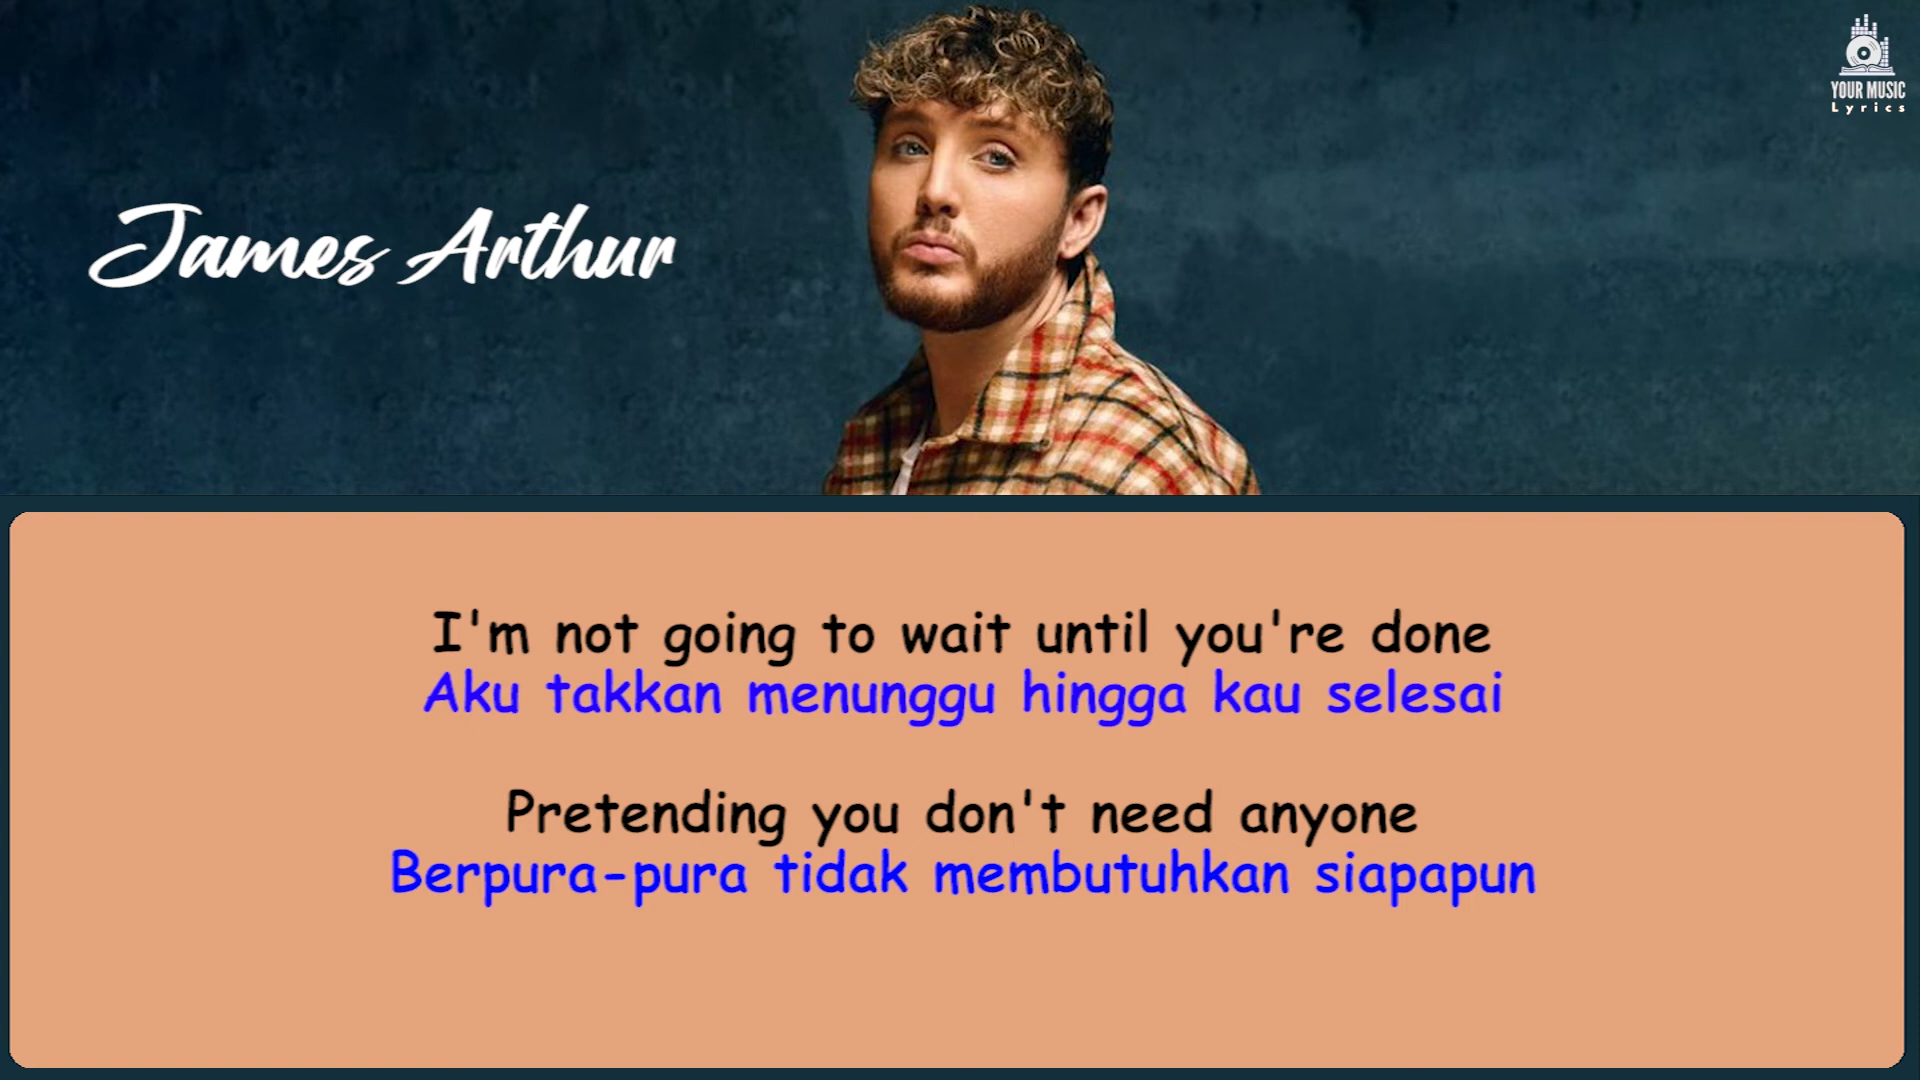 YOUR MUSIC
Lyrics
James Arthur
I'm not going to wait until you're done
Aku takkan menunggu hingga kau selesai
Pretending you don't need anyone
Berpura-pura tidak membutuhkan siapapun